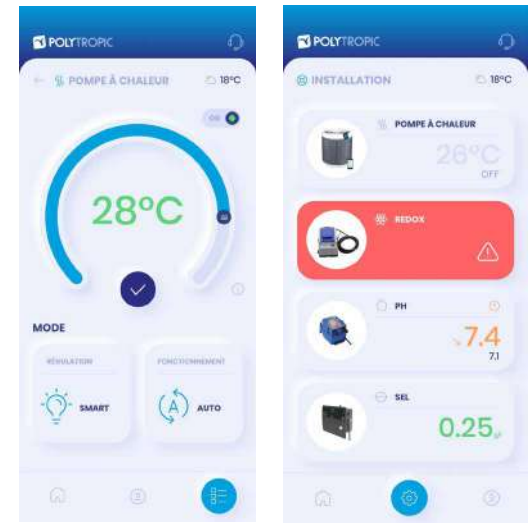 POLYTROPIC
POMPE À CHALEUR
18°C
ON
28°C
MODE
RÉGULATION
SMART
FONCTIONNEMENT
A
AUTO
POLYTROPIC
INSTALLATION
18°C
POMPE À CHALEUR
26°C
OFF
REDOX
PH
7.4
7.1
SEL
0.25